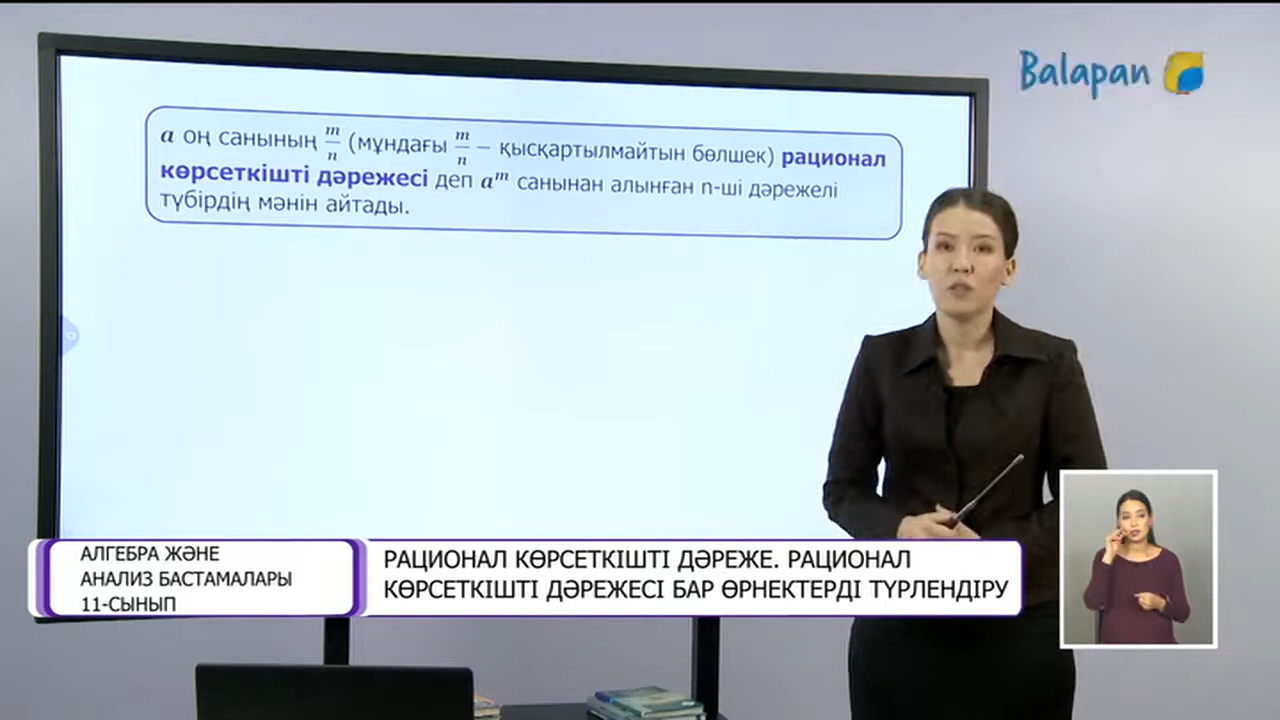 Balapan
a оң санының m/n (мұндағы m/n – қысқартылмайтын бөлшек) рационал
көрсеткішті дәрежесі деп aᵐ санынан алынған n-ші дәрежелі
түбірдің мәнін айтады.
АЛГЕБРА ЖӘНЕ
АНАЛИЗ БАСТАМАЛАРЫ
11-СЫНЫП
РАЦИОНАЛ КӨРСЕТКІШТІ ДӘРЕЖЕ. РАЦИОНАЛ
КӨРСЕТКІШТІ ДӘРЕЖЕСІ БАР ӨРНЕКТЕРДІ ТҮРЛЕНДІРУ